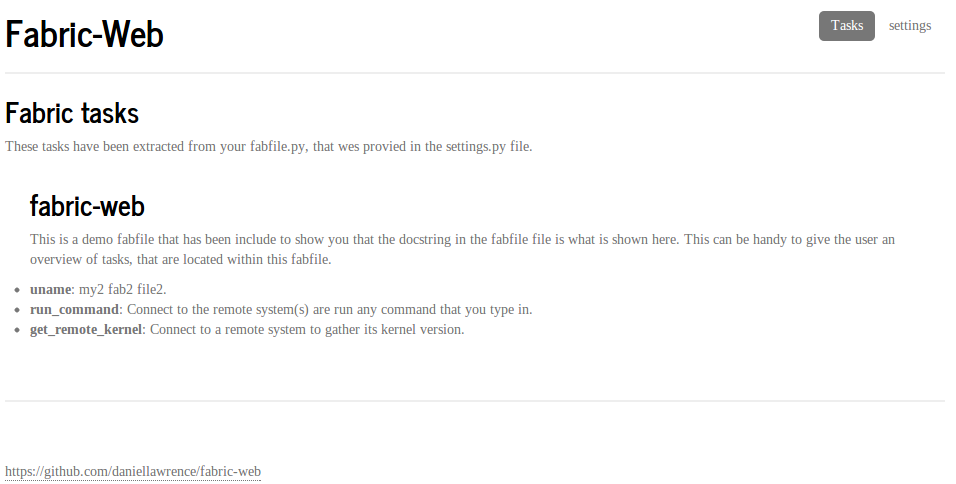 Fabric-Web
Tasks
settings
Fabric tasks
These tasks have been extracted from your fabfile.py, that wes provied in the settings.py file.
fabric-web
This is a demo fabfile that has been include to show you that the docstring in the fabfile file is what is shown here. This can be handy to give the user an
overview of tasks, that are located within this fabfile.
• uname: my2 fab2 file2.
• run_command: Connect to the remote system(s) are run any command that you type in.
• get_remote_kernel: Connect to a remote system to gather its kernel version.
https://github.com/daniellawrence/fabric-web